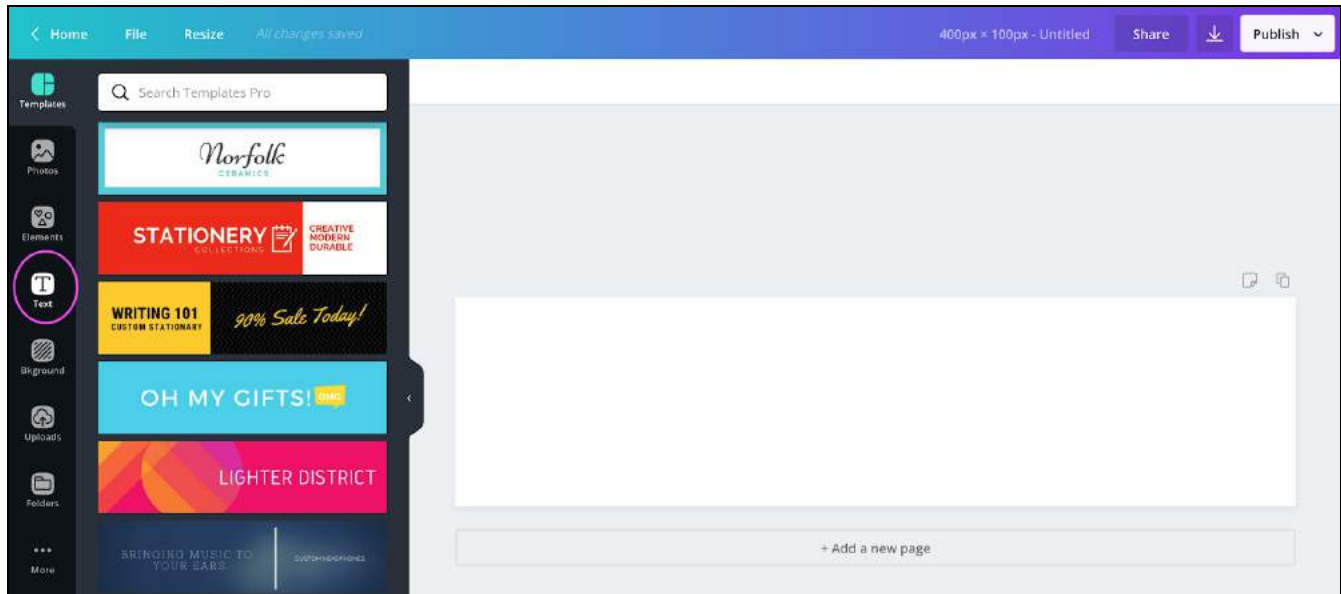 Home File Resize All changes saved 400px × 100px - Untitled Share Publish
Templates
Photos
Elements
Text
Bkground
Uploads
Folders
More
Search Templates Pro
Norfolk
CERAMICS
STATIONERY
COLLECTIONS
CREATIVE
MODERN
DURABLE
WRITING 101
CUSTOM STATIONARY
90% Sale Today!
OH MY GIFTS! OMG
LIGHTER DISTRICT
BRINGING MUSIC TO
YOUR EARS
CUSTOM HEADPHONES
+ Add a new page